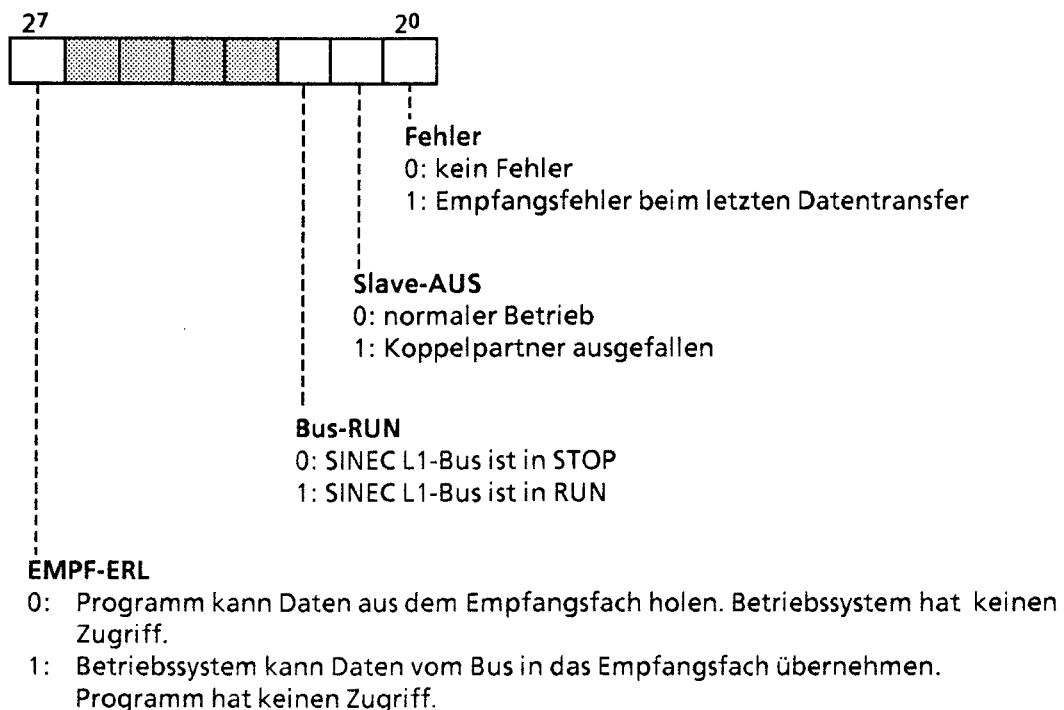 2⁷ 2⁰
Fehler
0: kein Fehler
1: Empfangsfehler beim letzten Datentransfer
Slave-AUS
0: normaler Betrieb
1: Koppelpartner ausgefallen
Bus-RUN
0: SINEC L1-Bus ist in STOP
1: SINEC L1-Bus ist in RUN
EMPF-ERL
0: Programm kann Daten aus dem Empfangsfach holen. Betriebssystem hat keinen
Zugriff.
1: Betriebssystem kann Daten vom Bus in das Empfangsfach übernehmen.
Programm hat keinen Zugriff.